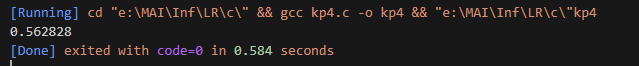 [Running] cd "e:\MAI\Inf\LR\c\" && gcc kp4.c -o kp4 && "e:\MAI\Inf\LR\c\"kp4
0.562828
[Done] exited with code=0 in 0.584 seconds